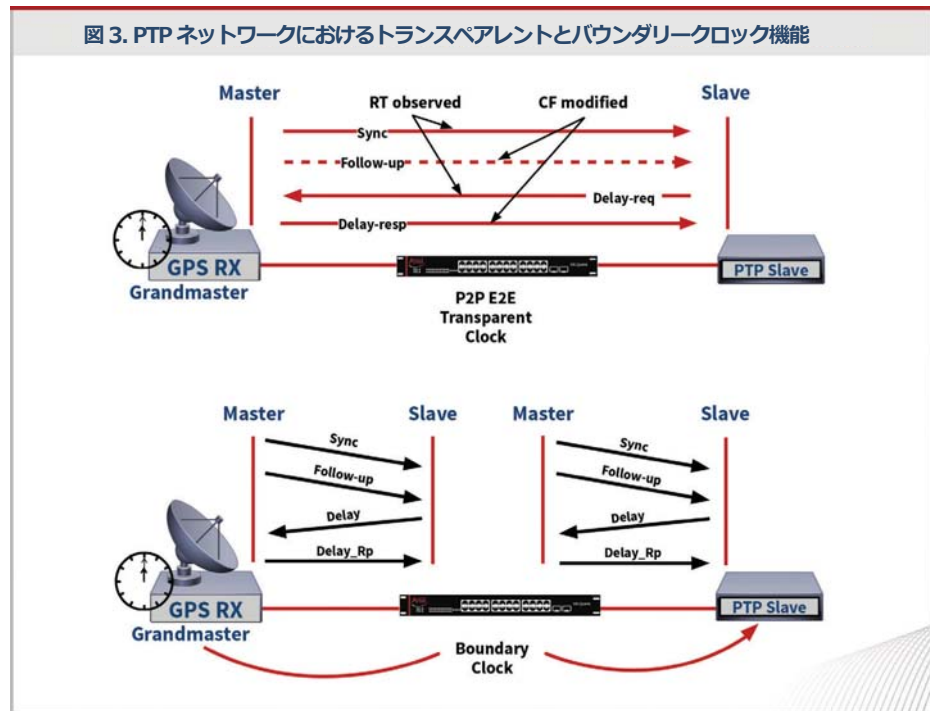 図 3. PTP ネットワークにおけるトランスペアレントとバウンダリークロック機能
Master
RT observed
CF modified
Slave
Sync
Follow-up
Delay-req
Delay-resp
GPS RX
Grandmaster
PTP Slave
P2P E2E
Transparent
Clock
Master
Slave
Master
Slave
Sync
Follow-up
Delay
Delay_Rp
Sync
Follow-up
Delay
Delay_Rp
GPS RX
Grandmaster
PTP Slave
Boundary
Clock